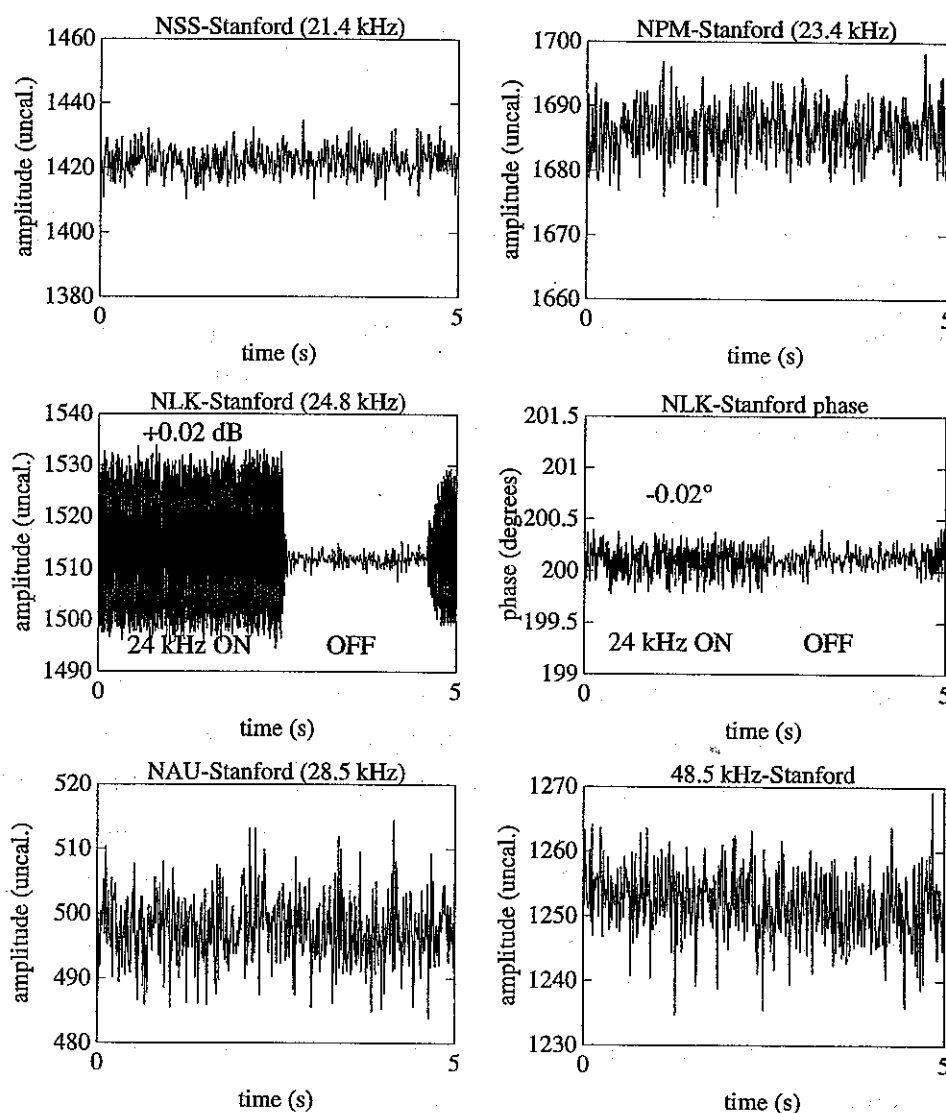 NSS-Stanford (21.4 kHz)
1460
1440
1420
1400
1380
amplitude (uncal.)
0
5
time (s)
NPM-Stanford (23.4 kHz)
1700
1690
1680
1670
1660
amplitude (uncal.)
0
5
time (s)
NLK-Stanford (24.8 kHz)
1540
1530
1520
1510
1500
1490
amplitude (uncal.)
+0.02 dB
24 kHz ON
OFF
0
5
time (s)
NLK-Stanford phase
201.5
201
200.5
200
199.5
199
phase (degrees)
-0.02°
24 kHz ON
OFF
0
5
time (s)
NAU-Stanford (28.5 kHz)
520
510
500
490
480
amplitude (uncal.)
0
5
time (s)
48.5 kHz-Stanford
1270
1260
1250
1240
1230
amplitude (uncal.)
0
5
time (s)